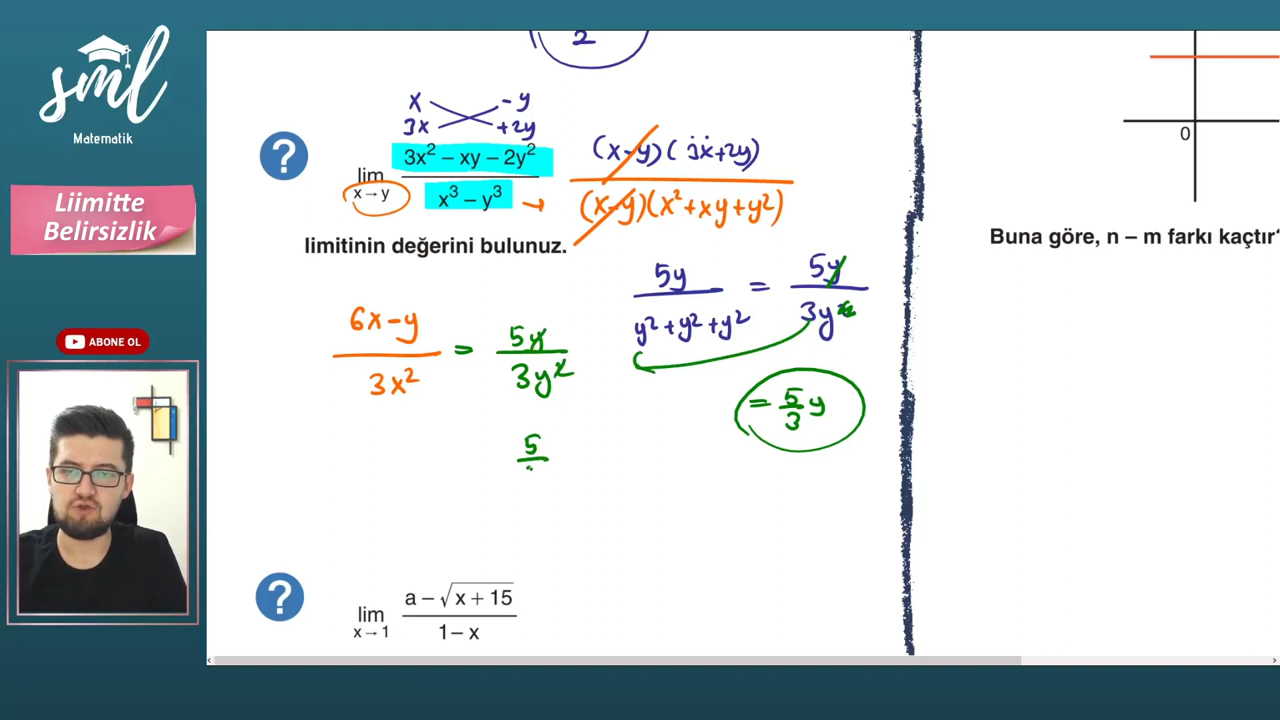 sml
Matematik
Liimitte
Belirsizlik
ABONE OL
2
x -y
3x +2y
lim x→y (3x² – xy – 2y²) / (x³ – y³) → (x-y)(3x+2y) / (x-y)(x²+xy+y²)
limitinin değerini bulunuz.
5y / (y²+y²+y²) = 5y / 3y²
(6x-y) / 3x² = 5y / 3y²
= 5/3 y
5
lim x→1 (a – √(x + 15)) / (1 – x)
0
Buna göre, n – m farkı kaçtır